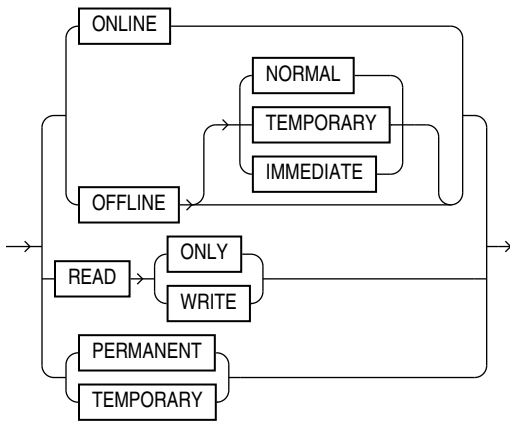 ONLINE
NORMAL
TEMPORARY
IMMEDIATE
OFFLINE
ONLY
READ
WRITE
PERMANENT
TEMPORARY